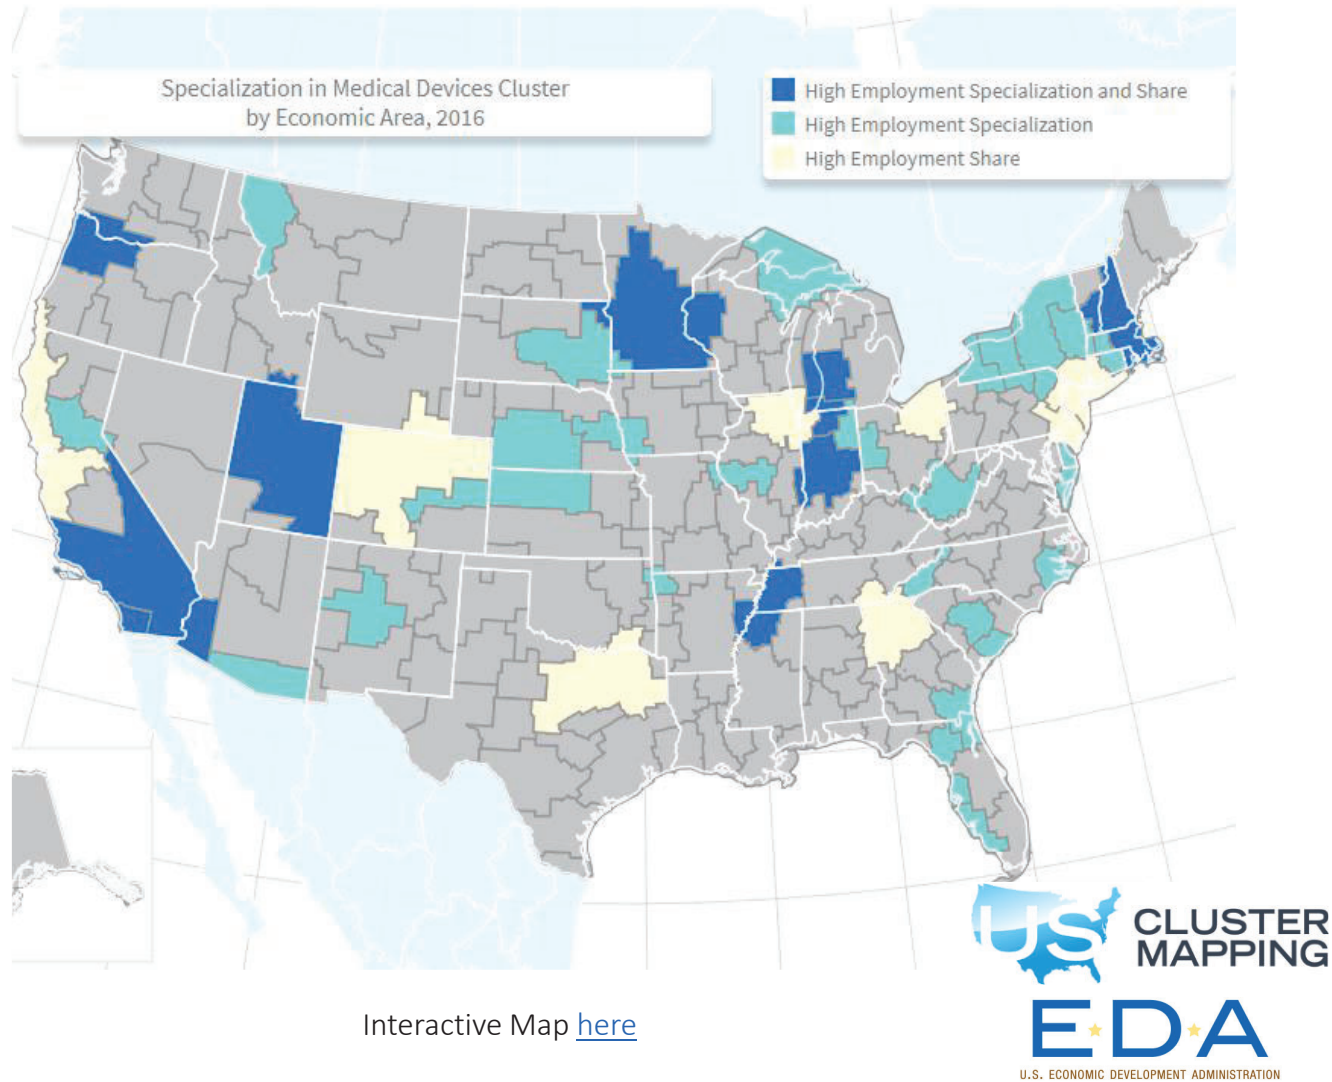 Specialization in Medical Devices Cluster
by Economic Area, 2016
High Employment Specialization and Share
High Employment Specialization
High Employment Share
US CLUSTER
MAPPING
Interactive Map here
EDA
U.S. ECONOMIC DEVELOPMENT ADMINISTRATION